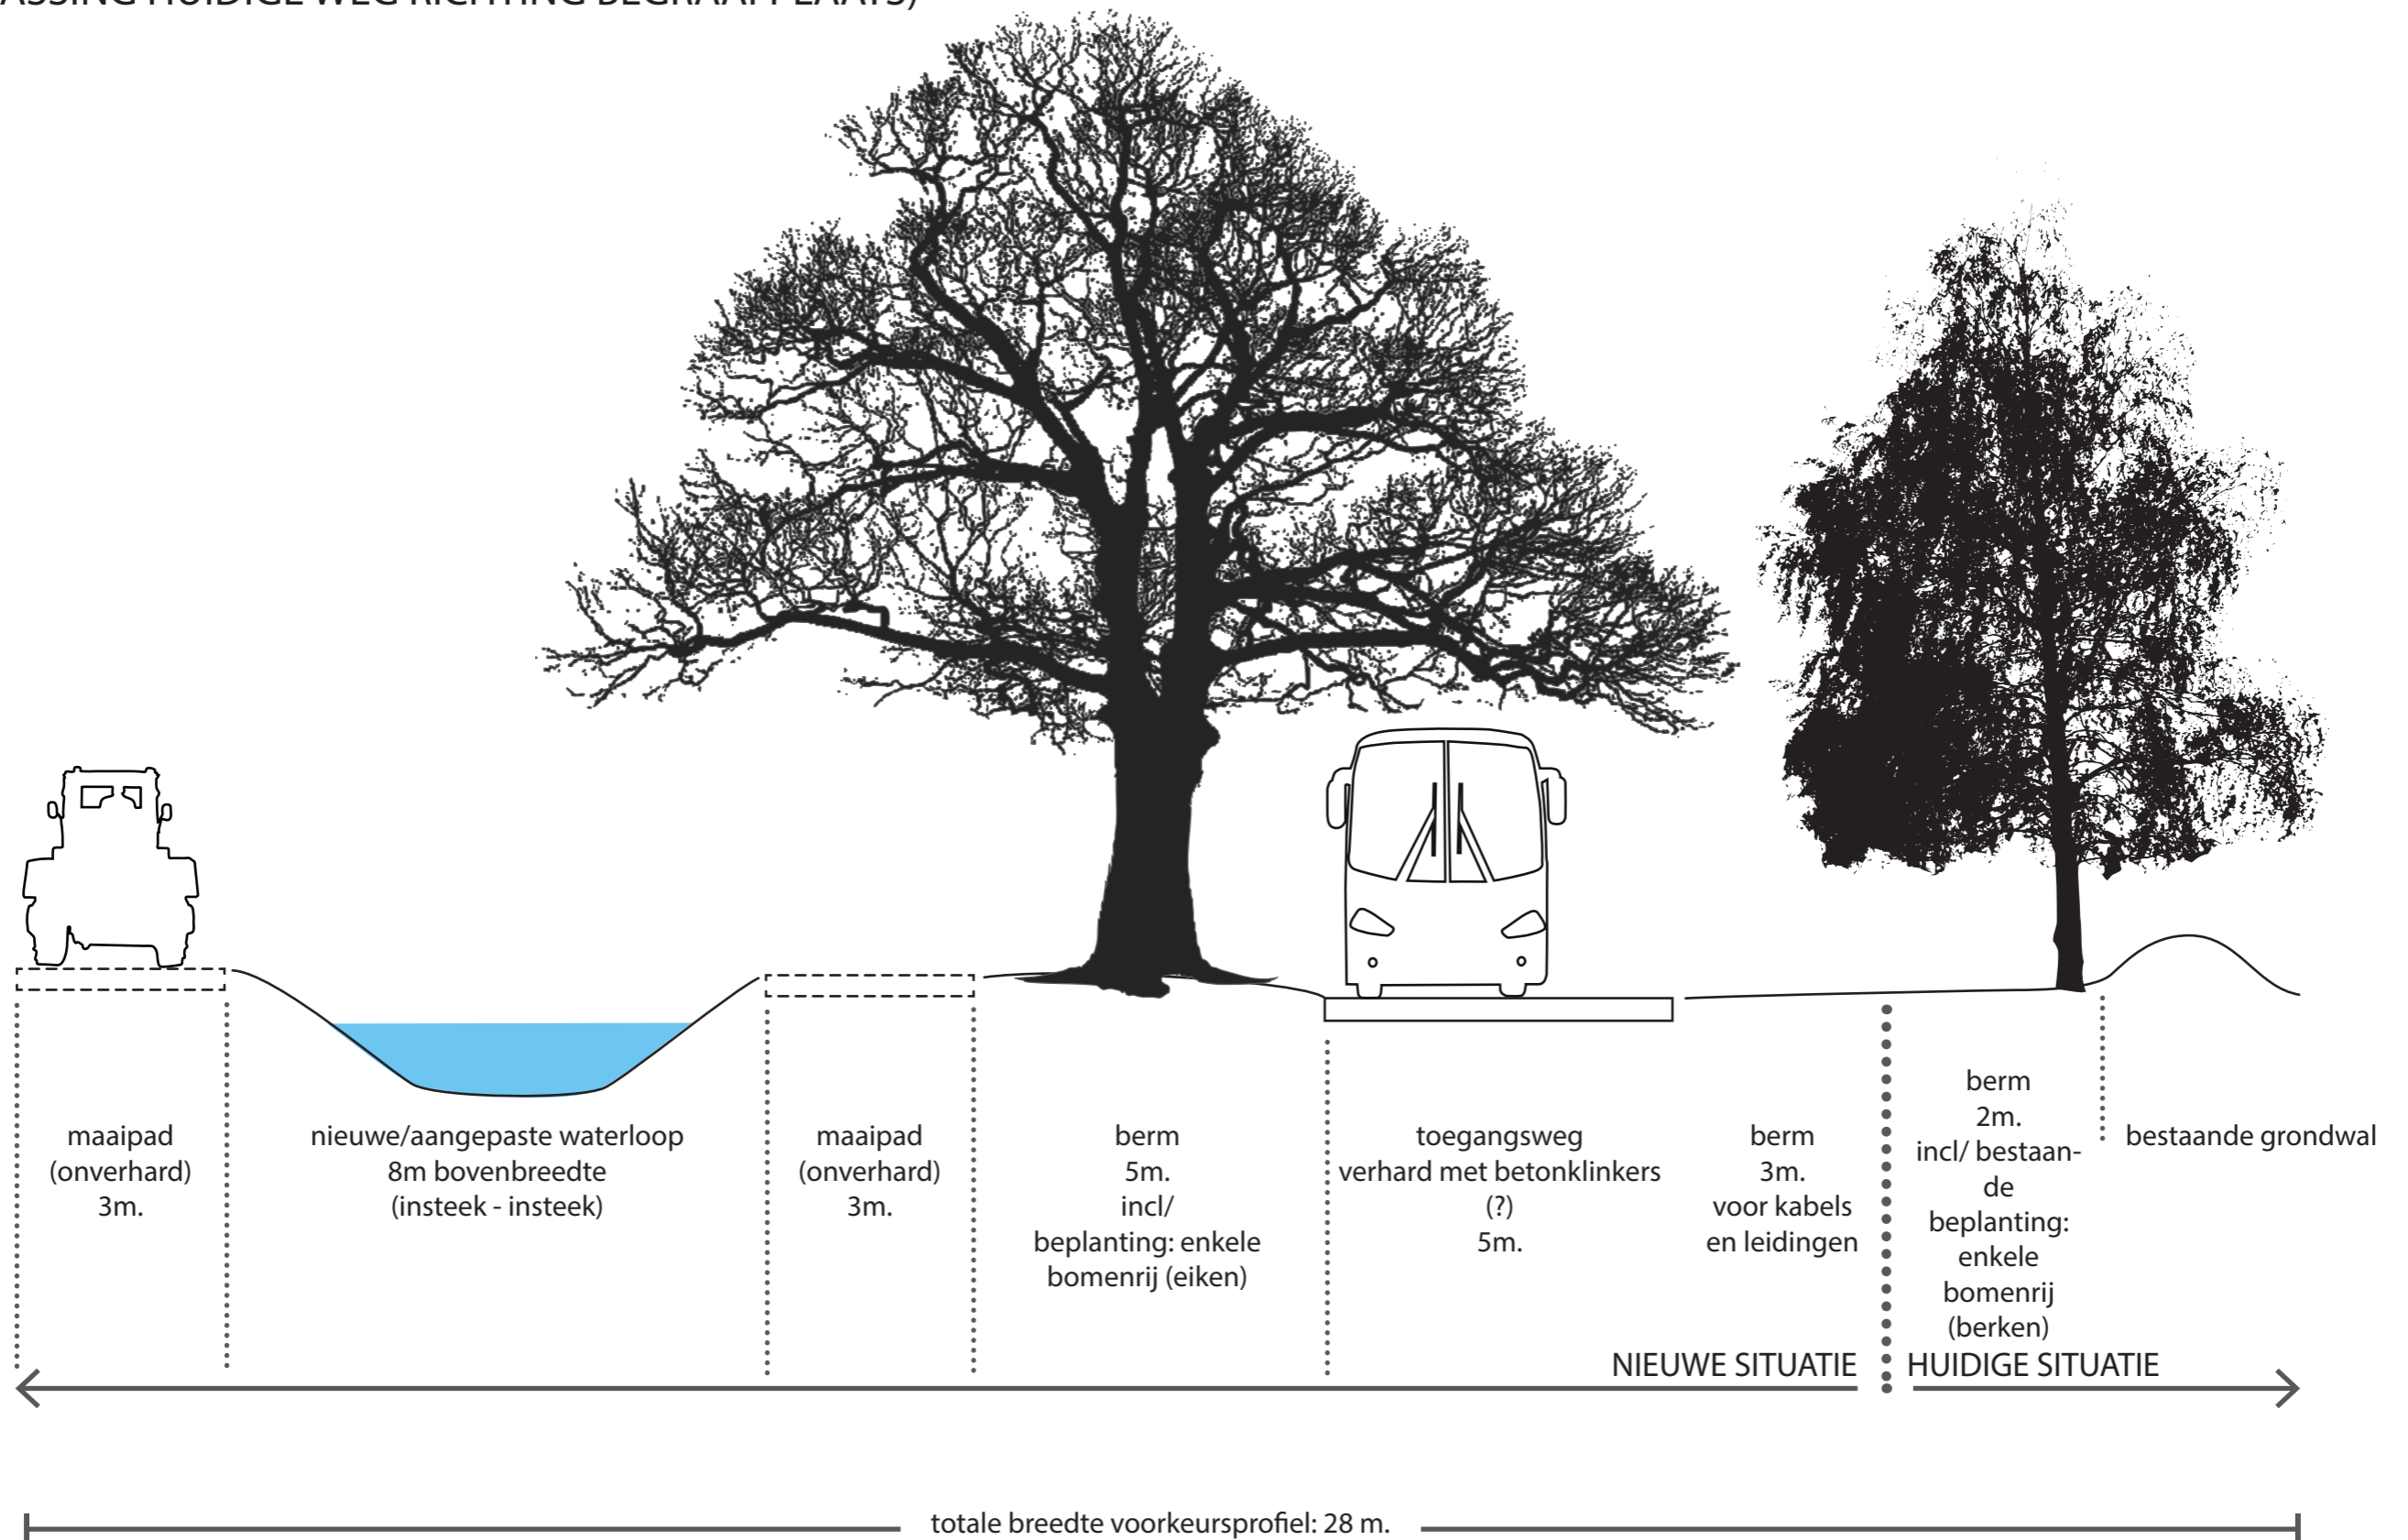 maaipad
(onverhard)
3m.
nieuwe/aangepaste waterloop
8m bovenbreedte
(insteek - insteek)
maaipad
(onverhard)
3m.
berm
5m.
incl/
beplanting: enkele
bomenrij (eiken)
toegangsweg
verhard met betonklinkers
(?)
5m.
berm
3m.
voor kabels
en leidingen
berm
2m.
incl/ bestaan-
de
beplanting:
enkele
bomenrij
(berken)
bestaande grondwal
NIEUWE SITUATIE
HUIDIGE SITUATIE
totale breedte voorkeursprofiel: 28 m.